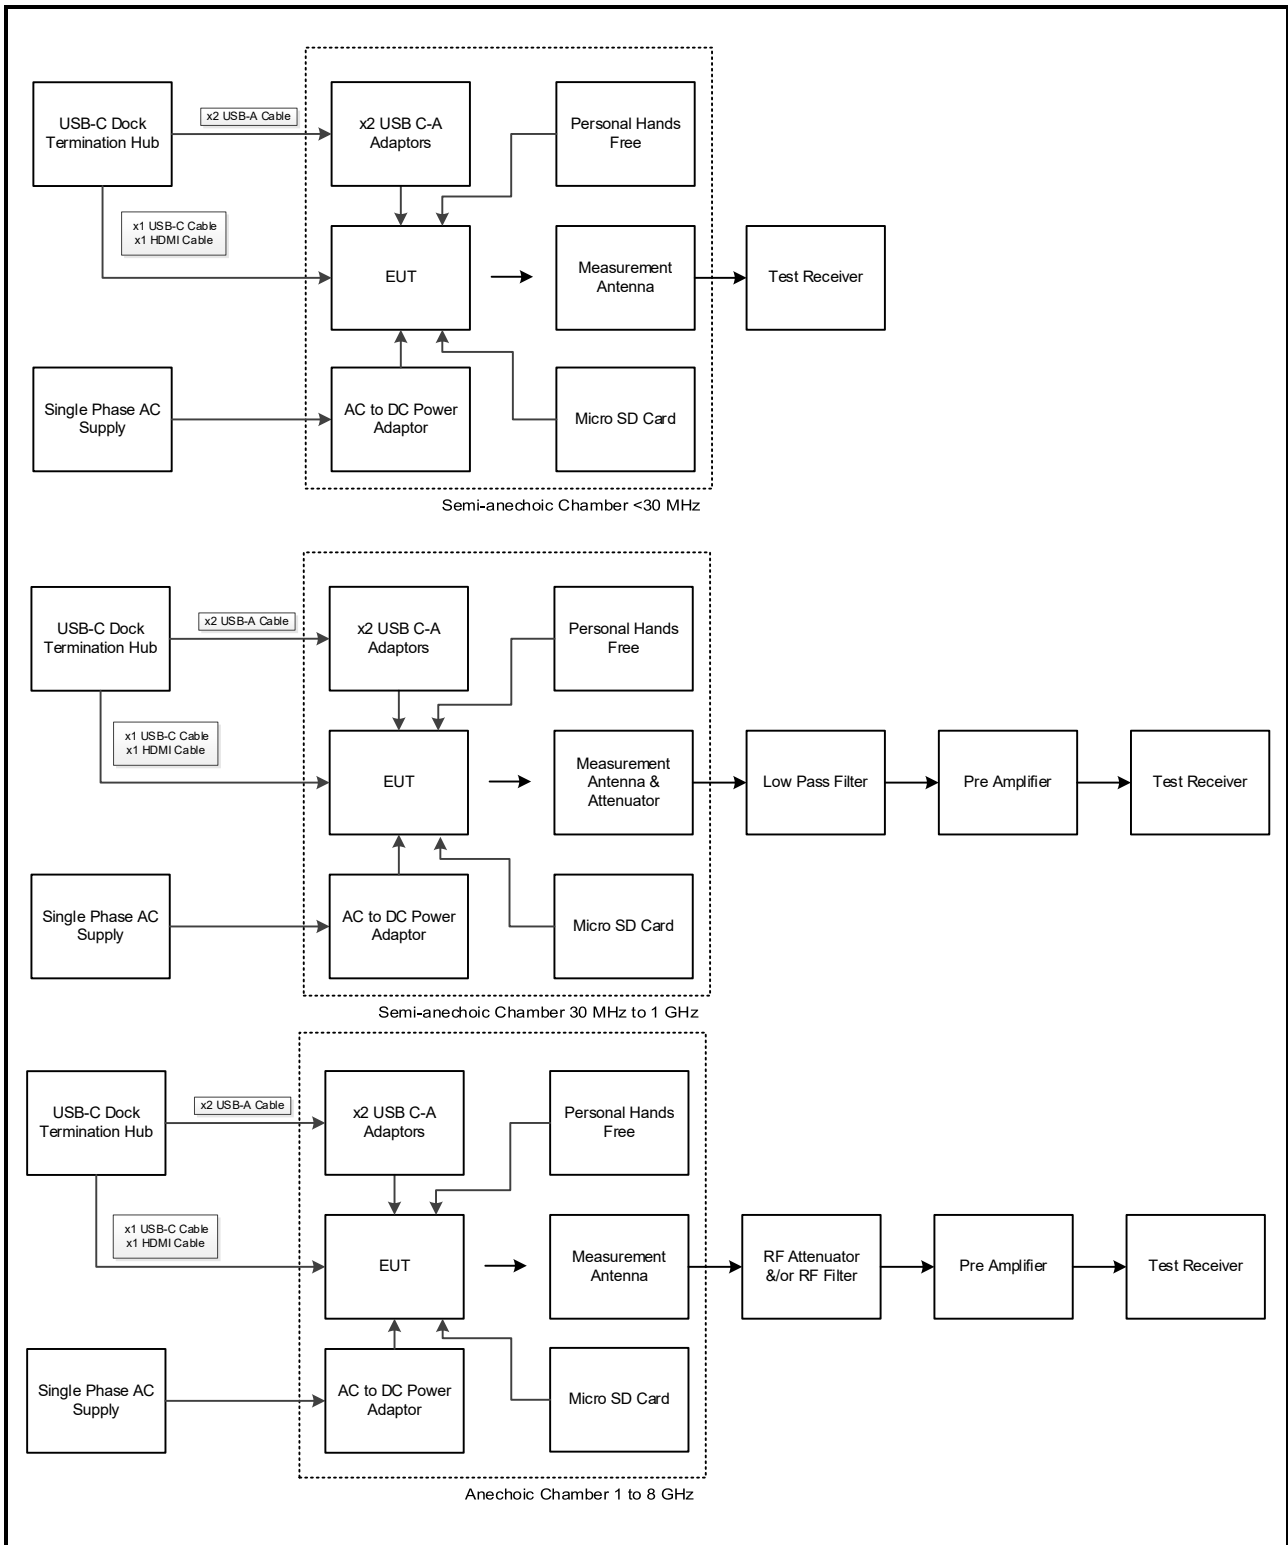 USB-C Dock
Termination Hub
x2 USB-A Cable
x2 USB C-A
Adaptors
Personal Hands
Free
x1 USB-C Cable
x1 HDMI Cable
EUT
Measurement
Antenna
Test Receiver
Single Phase AC
Supply
AC to DC Power
Adaptor
Micro SD Card
Semi-anechoic Chamber <30 MHz
USB-C Dock
Termination Hub
x2 USB-A Cable
x2 USB C-A
Adaptors
Personal Hands
Free
x1 USB-C Cable
x1 HDMI Cable
EUT
Measurement
Antenna &
Attenuator
Low Pass Filter
Pre Amplifier
Test Receiver
Single Phase AC
Supply
AC to DC Power
Adaptor
Micro SD Card
Semi-anechoic Chamber 30 MHz to 1 GHz
USB-C Dock
Termination Hub
x2 USB-A Cable
x2 USB C-A
Adaptors
Personal Hands
Free
x1 USB-C Cable
x1 HDMI Cable
EUT
Measurement
Antenna
RF Attenuator
&/or RF Filter
Pre Amplifier
Test Receiver
Single Phase AC
Supply
AC to DC Power
Adaptor
Micro SD Card
Anechoic Chamber 1 to 8 GHz